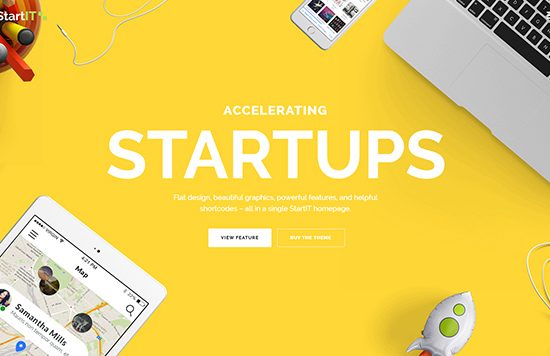 StartIT
ACCELERATING
STARTUPS
Flat design, beautiful graphics, powerful features, and helpful
shortcodes – all in a single StartIT homepage.
VIEW FEATURE
BUY THE THEME
4:21 PM
Map
Samantha Mills